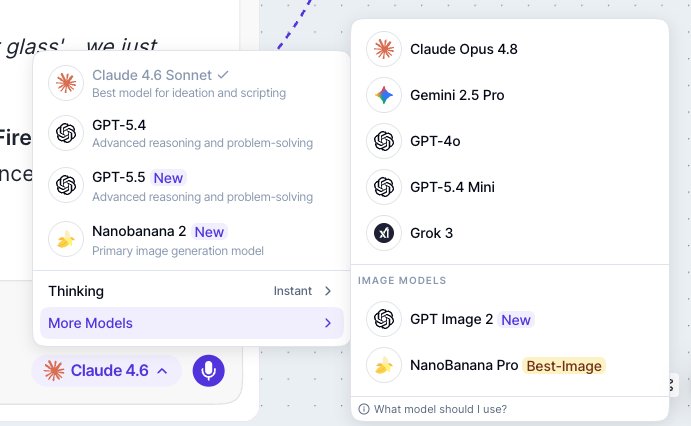 glass'...we just
Fire
nce
Claude 4.6 Sonnet
Best model for ideation and scripting
GPT-5.4
Advanced reasoning and problem-solving
GPT-5.5 New
Advanced reasoning and problem-solving
Nanobanana 2 New
Primary image generation model
Thinking Instant
More Models
Claude 4.6
Claude Opus 4.8
Gemini 2.5 Pro
GPT-4o
GPT-5.4 Mini
Grok 3
IMAGE MODELS
GPT Image 2 New
NanoBanana Pro Best-Image
What model should I use?